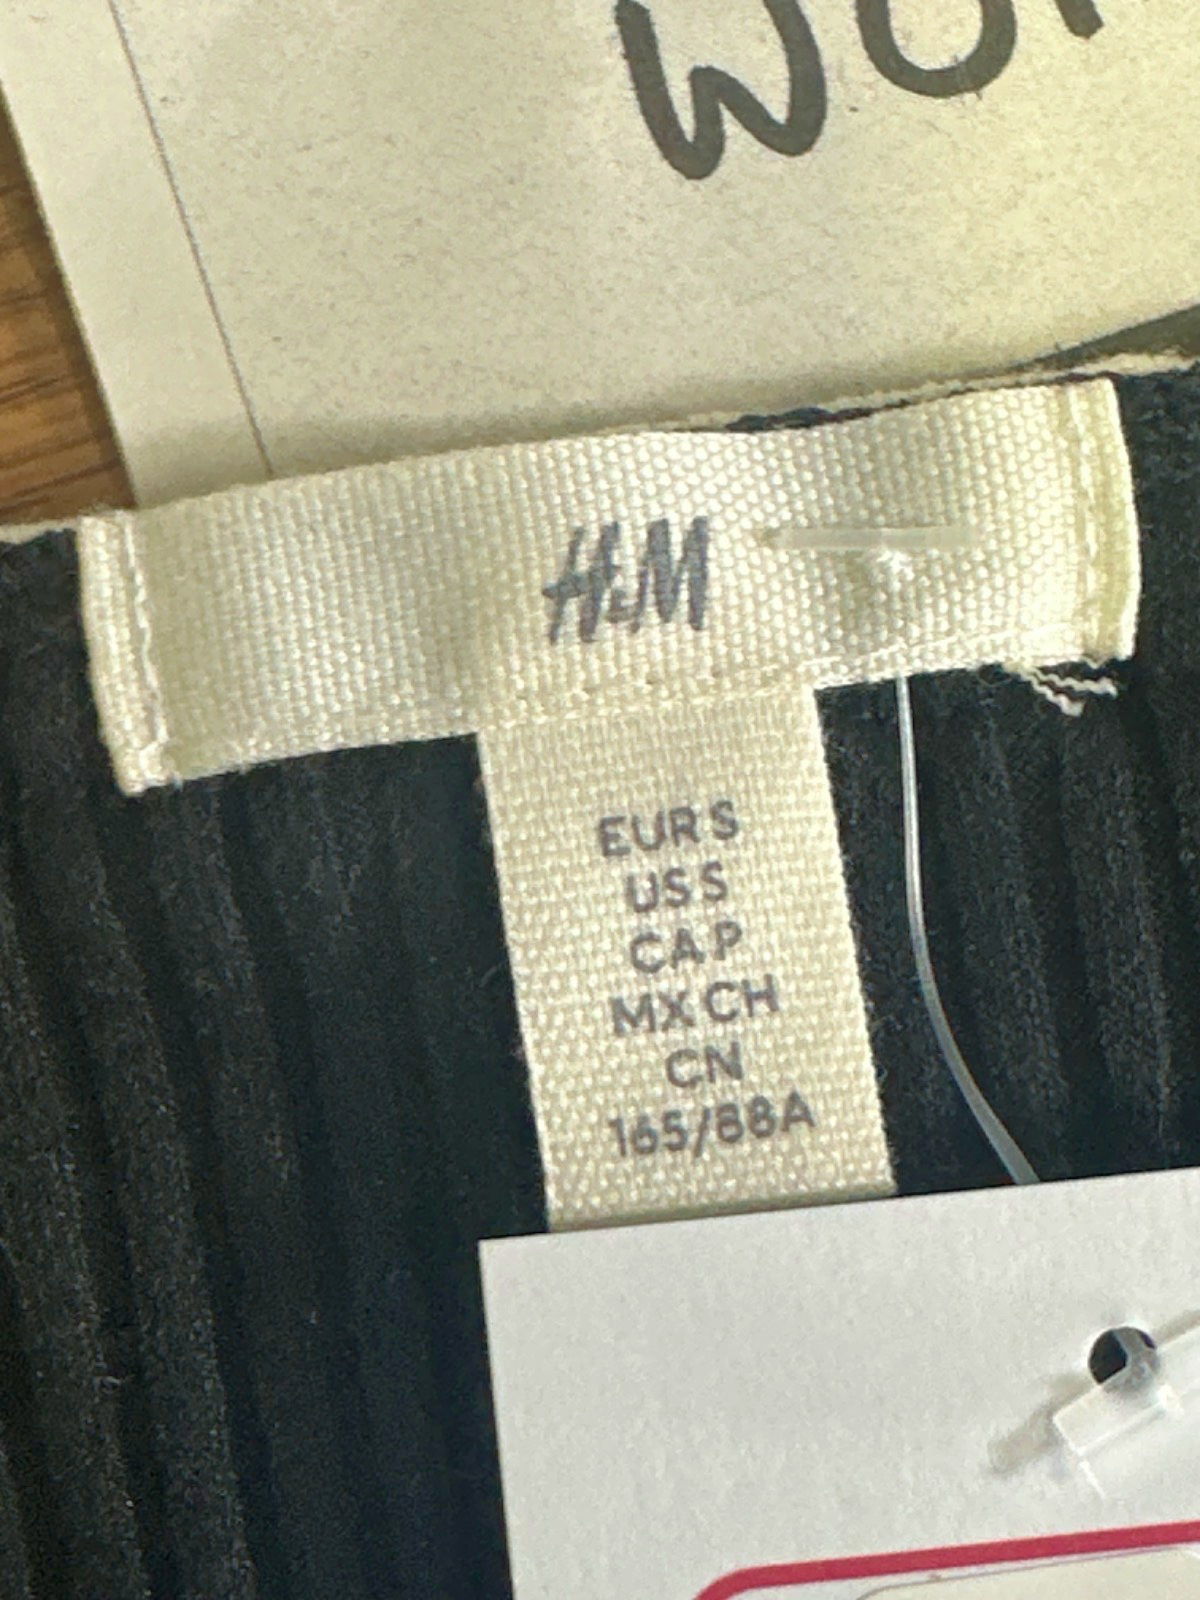 H&M
EUR S
US S
CA P
MX CH
CN
165/88A